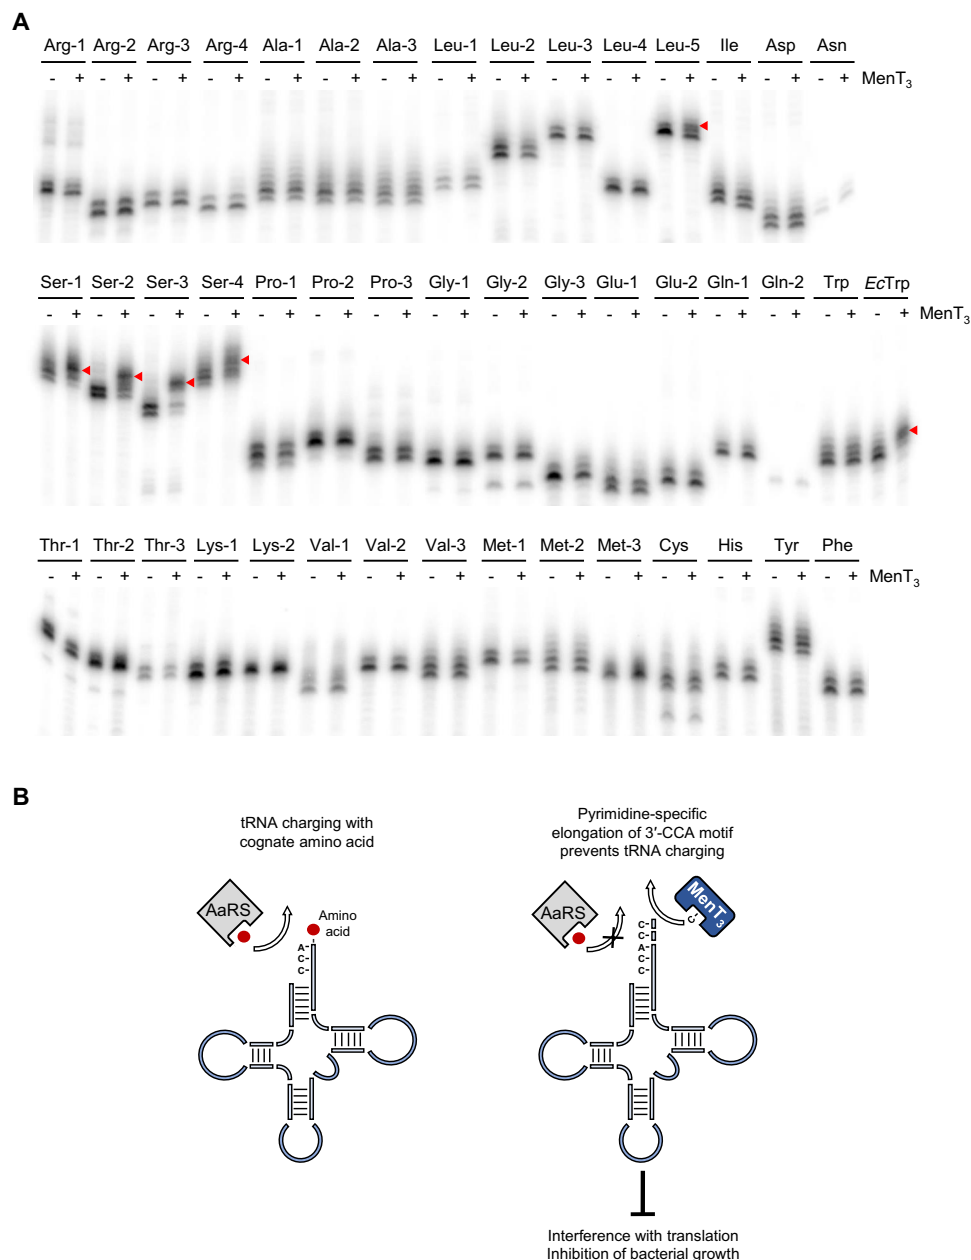 A
Arg-1 Arg-2 Arg-3 Arg-4 Ala-1 Ala-2 Ala-3 Leu-1 Leu-2 Leu-3 Leu-4 Leu-5 Ile Asp Asn
- + - + - + - + - + - + - + - + - + - + - + - + - + - + - + MenT3
Ser-1 Ser-2 Ser-3 Ser-4 Pro-1 Pro-2 Pro-3 Gly-1 Gly-2 Gly-3 Glu-1 Glu-2 Gln-1 Gln-2 Trp EcTrp
- + - + - + - + - + - + - + - + - + - + - + - + - + - + - + - + MenT3
Thr-1 Thr-2 Thr-3 Lys-1 Lys-2 Val-1 Val-2 Val-3 Met-1 Met-2 Met-3 Cys His Tyr Phe
- + - + - + - + - + - + - + - + - + - + - + - + - + - + - + MenT3
B
tRNA charging with
cognate amino acid
AaRS
Amino
acid
A-
C-
C-
Pyrimidine-specific
elongation of 3′-CCA motif
prevents tRNA charging
AaRS
MenT3
C-
C-
C-
A-
C-
C-
Interference with translation
Inhibition of bacterial growth